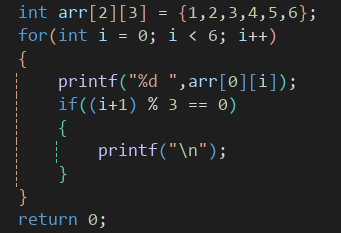 int arr[2][3] = {1,2,3,4,5,6};
for(int i = 0; i < 6; i++)
{
    printf("%d ",arr[0][i]);
    if((i+1) % 3 == 0)
    {
        printf("\n");
    }
}
return 0;